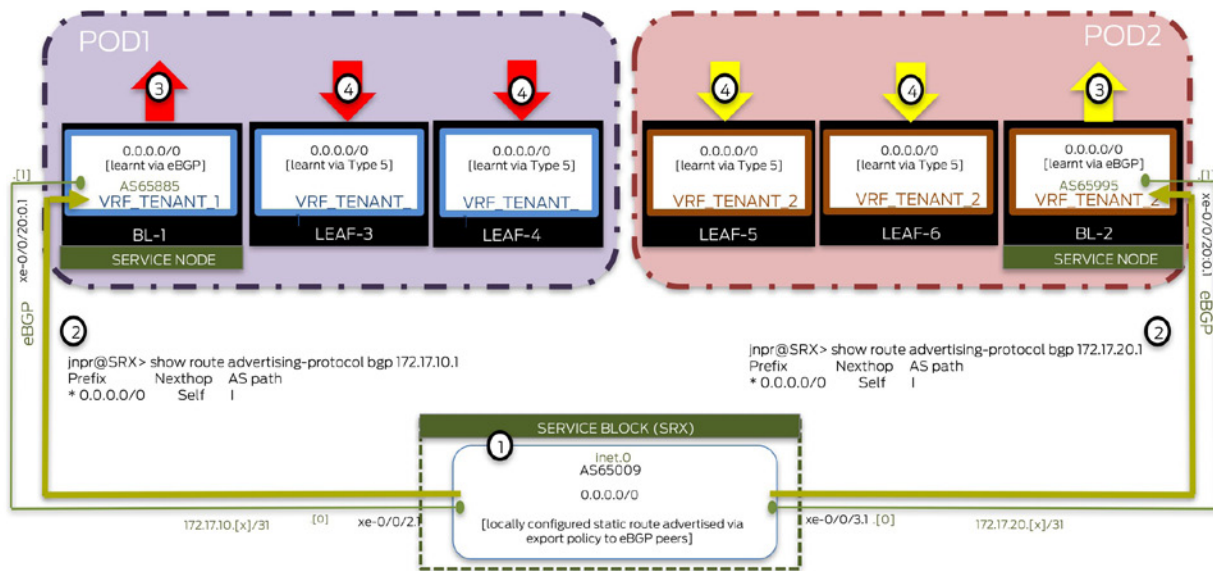 POD1
POD2
3
4
4
4
4
3
0.0.0.0/0
[learnt via eBGP]
AS65885
VRF_TENANT_1
BL-1
SERVICE NODE
0.0.0.0/0
[learnt via Type 5]
VRF_TENANT_
LEAF-3
0.0.0.0/0
[learnt via Type 5]
VRF_TENANT_
LEAF-4
0.0.0.0/0
[learnt via Type 5]
VRF_TENANT_2
LEAF-5
0.0.0.0/0
[learnt via Type 5]
VRF_TENANT_2
LEAF-6
0.0.0.0/0
[learnt via eBGP]
AS65995
VRF_TENANT_2
BL-2
SERVICE NODE
.[1]
xe-0/0/20:0.1
eBGP
xe-0/0/20:0.1
eBGP
2
jnpr@SRX> show route advertising-protocol bgp 172.17.10.1
Prefix Nexthop AS path
* 0.0.0.0/0 Self I
2
jnpr@SRX> show route advertising-protocol bgp 172.17.20.1
Prefix Nexthop AS path
* 0.0.0.0/0 Self I
SERVICE BLOCK (SRX)
1
inet.0
AS65009
0.0.0.0/0
[locally configured static route advertised via
export policy to eBGP peers]
172.17.10.[x]/31
.[0]
xe-0/0/2.1
xe-0/0/3.1
.[0]
172.17.20.[x]/31